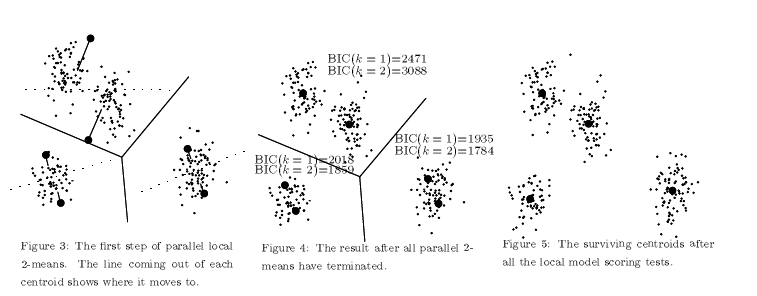 BIC(k = 1)=2471
BIC(k = 2)=3088
BIC(k = 1)=1935
BIC(k = 2)=1784
BIC(k = 1)=2018
BIC(k = 2)=1859
Figure 3: The first step of parallel local
2-means. The line coming out of each
centroid shows where it moves to.
Figure 4: The result after all parallel 2-
means have terminated.
Figure 5: The surviving centroids after
all the local model scoring tests.